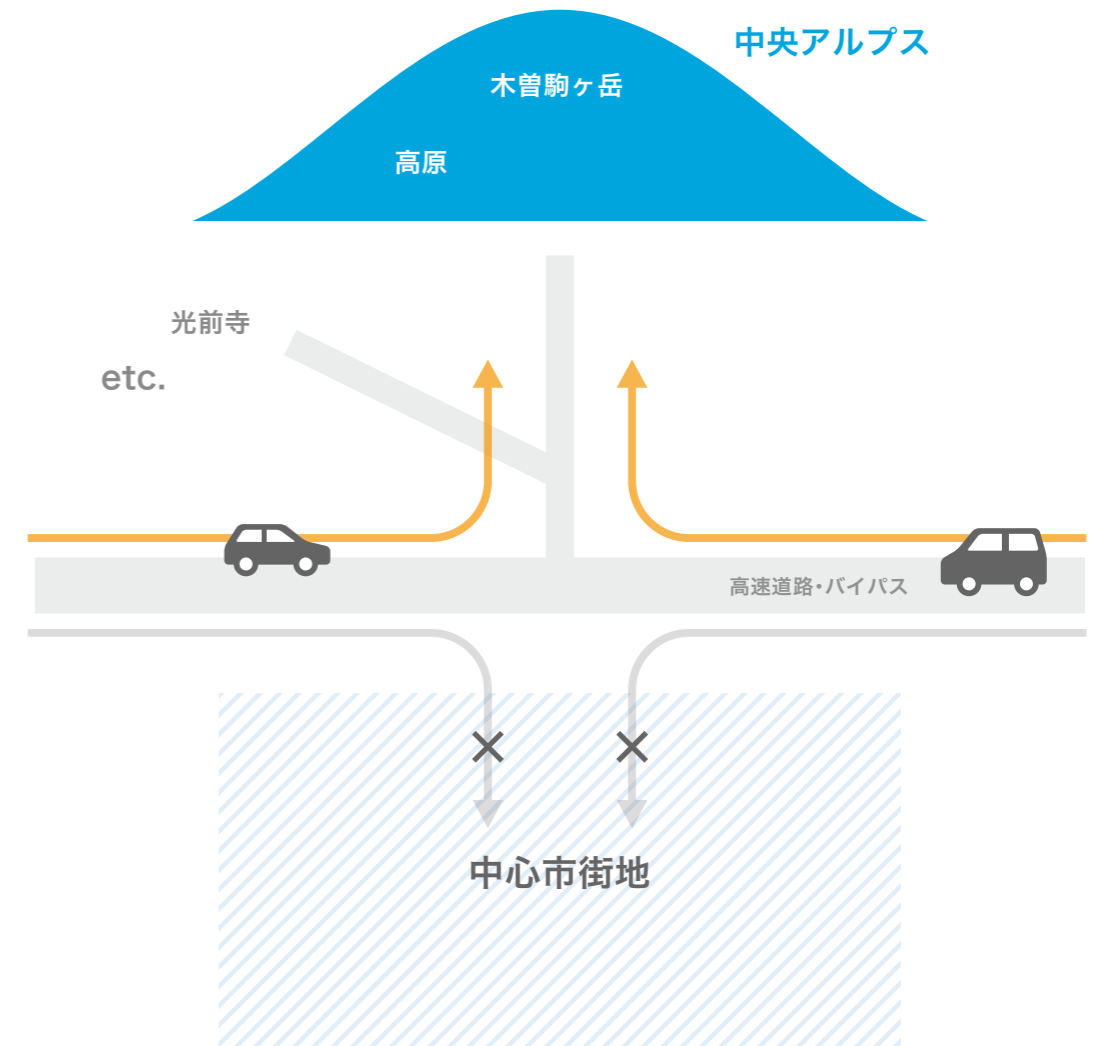 中央アルプス
木曽駒ヶ岳
高原
光前寺
etc.
高速道路・バイパス
中心市街地